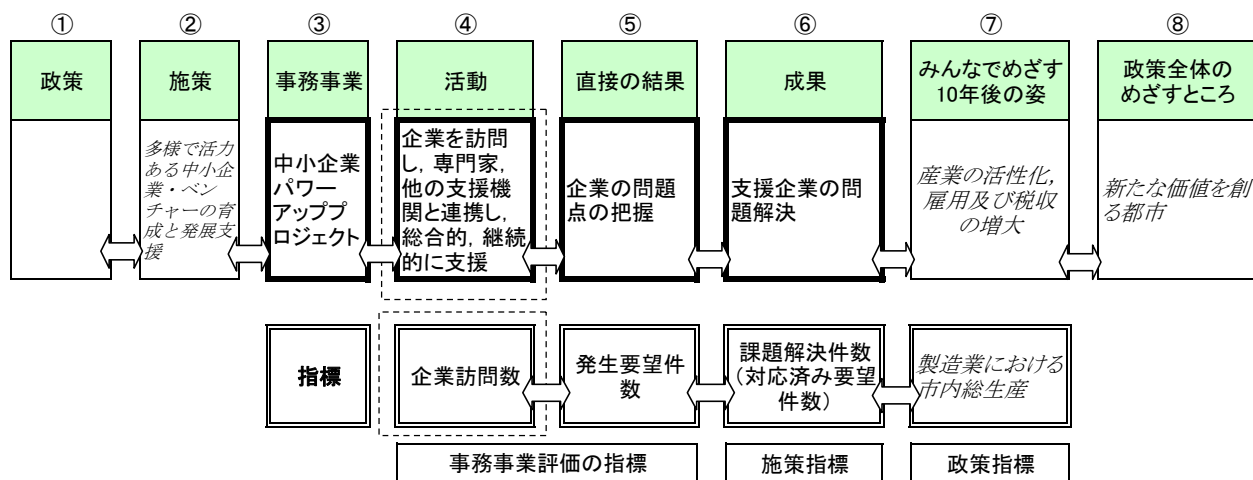 ①
②
③
④
⑤
⑥
⑦
⑧
政策
施策
事務事業
活動
直接の結果
成果
みんなでめざす
10年後の姿
政策全体の
めざすところ
多様で活力
ある中小企
業・ベン
チャーの育
成と発展支
援
中小企業
パワー
アッププ
ロジェクト
企業を訪問
し，専門家，
他の支援機
関と連携し，
総合的，継続
的に支援
企業の問題
点の把握
支援企業の問
題解決
産業の活性化，
雇用及び税収
の増大
新たな価値を創
る都市
指標
企業訪問数
発生要望件
数
課題解決件数
（対応済み要望
件数）
製造業における
市内総生産
事務事業評価の指標
施策指標
政策指標